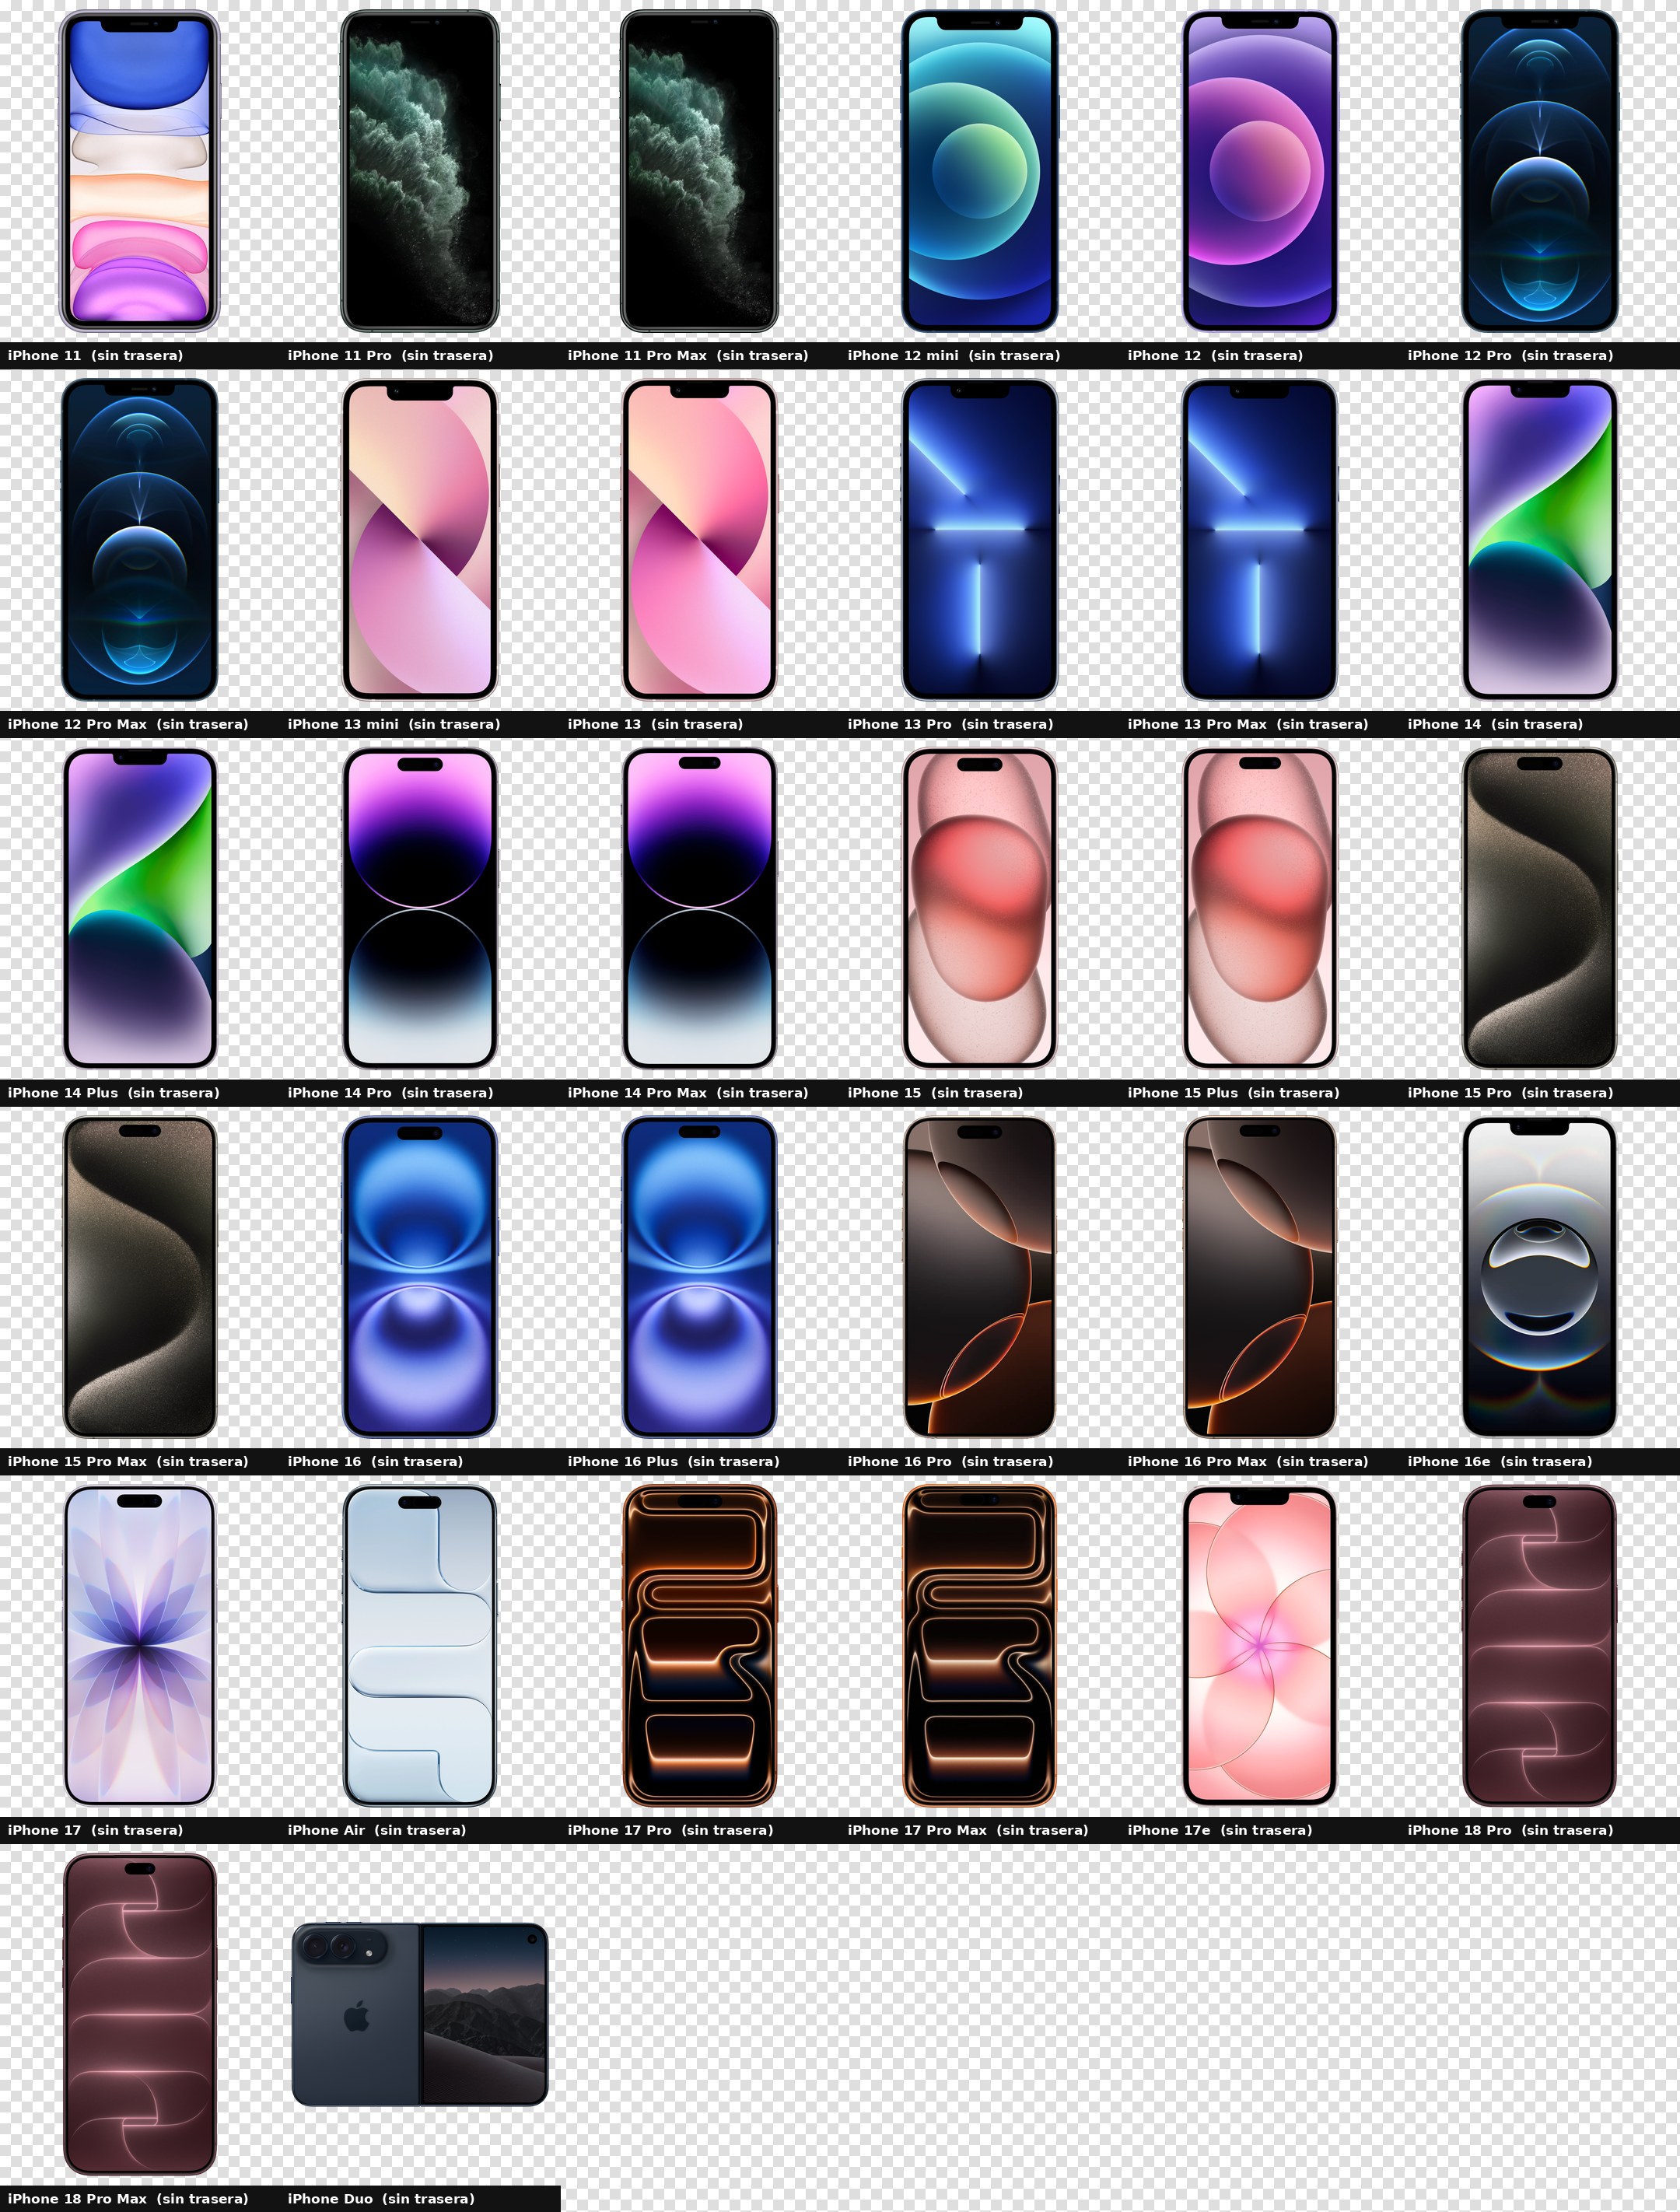 iPhone 11  (sin trasera)
iPhone 11 Pro  (sin trasera)
iPhone 11 Pro Max  (sin trasera)
iPhone 12 mini  (sin trasera)
iPhone 12  (sin trasera)
iPhone 12 Pro  (sin trasera)
iPhone 12 Pro Max  (sin trasera)
iPhone 13 mini  (sin trasera)
iPhone 13  (sin trasera)
iPhone 13 Pro  (sin trasera)
iPhone 13 Pro Max  (sin trasera)
iPhone 14  (sin trasera)
iPhone 14 Plus  (sin trasera)
iPhone 14 Pro  (sin trasera)
iPhone 14 Pro Max  (sin trasera)
iPhone 15  (sin trasera)
iPhone 15 Plus  (sin trasera)
iPhone 15 Pro  (sin trasera)
iPhone 15 Pro Max  (sin trasera)
iPhone 16  (sin trasera)
iPhone 16 Plus  (sin trasera)
iPhone 16 Pro  (sin trasera)
iPhone 16 Pro Max  (sin trasera)
iPhone 16e  (sin trasera)
iPhone 17  (sin trasera)
iPhone Air  (sin trasera)
iPhone 17 Pro  (sin trasera)
iPhone 17 Pro Max  (sin trasera)
iPhone 17e  (sin trasera)
iPhone 18 Pro  (sin trasera)
iPhone 18 Pro Max  (sin trasera)
iPhone Duo  (sin trasera)